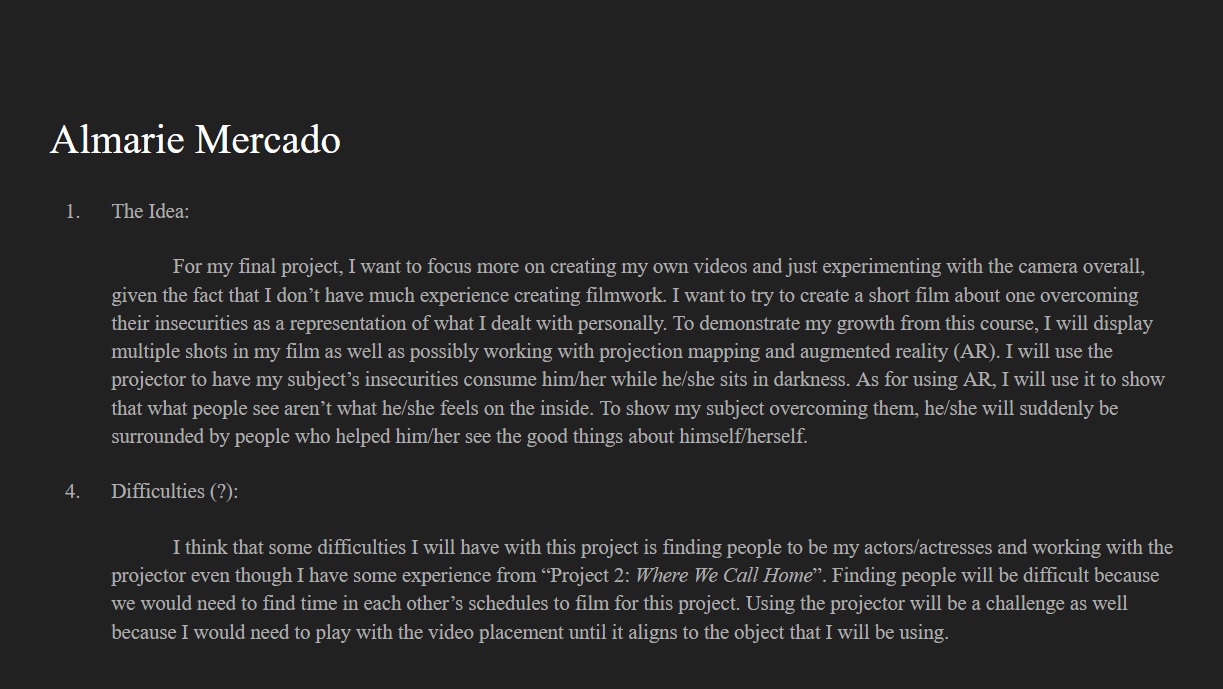 Almarie Mercado
1. The Idea:
For my final project, I want to focus more on creating my own videos and just experimenting with the camera overall,
given the fact that I don’t have much experience creating filmwork. I want to try to create a short film about one overcoming
their insecurities as a representation of what I dealt with personally. To demonstrate my growth from this course, I will display
multiple shots in my film as well as possibly working with projection mapping and augmented reality (AR). I will use the
projector to have my subject’s insecurities consume him/her while he/she sits in darkness. As for using AR, I will use it to show
that what people see aren’t what he/she feels on the inside. To show my subject overcoming them, he/she will suddenly be
surrounded by people who helped him/her see the good things about himself/herself.
4. Difficulties (?):
I think that some difficulties I will have with this project is finding people to be my actors/actresses and working with the
projector even though I have some experience from “Project 2: Where We Call Home”. Finding people will be difficult because
we would need to find time in each other’s schedules to film for this project. Using the projector will be a challenge as well
because I would need to play with the video placement until it aligns to the object that I will be using.